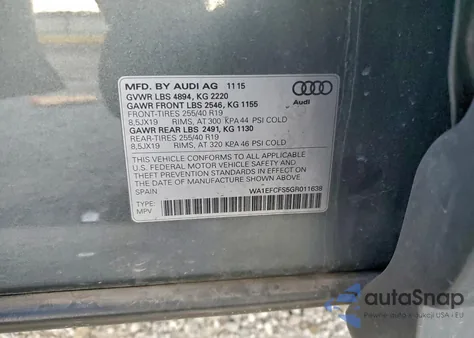 MFD. BY AUDI AG 11 15
GVWR LBS 4894, KG 2220
GAWR FRONT LBS 2546, KG 1155
FRONT-TIRES 255/40 R19
8,5JX19 RIMS, AT 300 KPA 44 PSI COLD
GAWR REAR LBS 2491, KG 1130
REAR-TIRES 255/40 R19
8,5JX19 RIMS, AT 320 KPA 46 PSI COLD
Audi
THIS VEHICLE CONFORMS TO ALL APPLICABLE
U.S. FEDERAL MOTOR VEHICLE SAFETY AND
THEFT PREVENTION STANDARDS IN EFFECT ON
THE DATE OF MANUFACTURE SHOWN ABOVE.
SPAIN WA1EFCFS5GR011638
TYPE:
MPV
autoSnap
Pewne auto z USA i EU